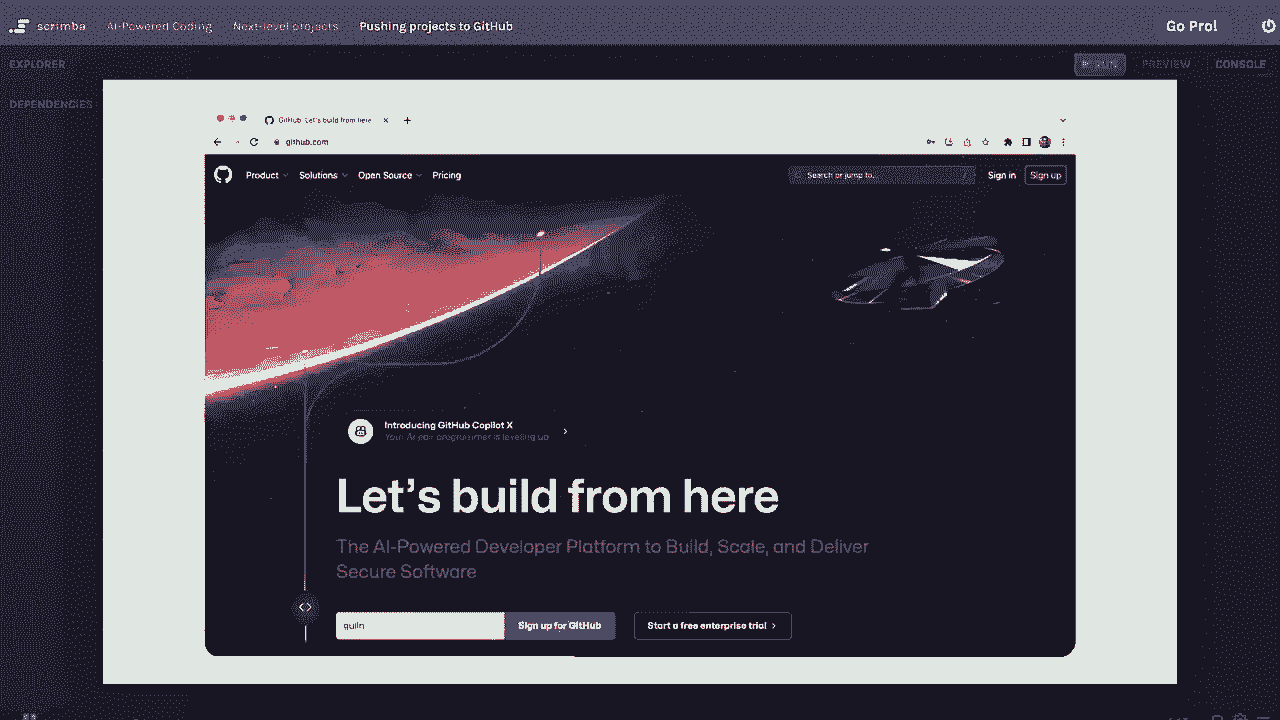 scrimba AI-Powered Coding Next-level projects Pushing projects to GitHub Go Pro!
EXPLORER PREVIEW CONSOLE
DEPENDENCIES
GitHub: Let's build from here
github.com
Product Solutions Open Source Pricing Search or jump to... Sign in Sign up
Introducing GitHub Copilot X
Your AI pair programmer is leveling up
Let's build from here
The AI-Powered Developer Platform to Build, Scale, and Deliver
Secure Software
guiln Sign up for GitHub Start a free enterprise trial